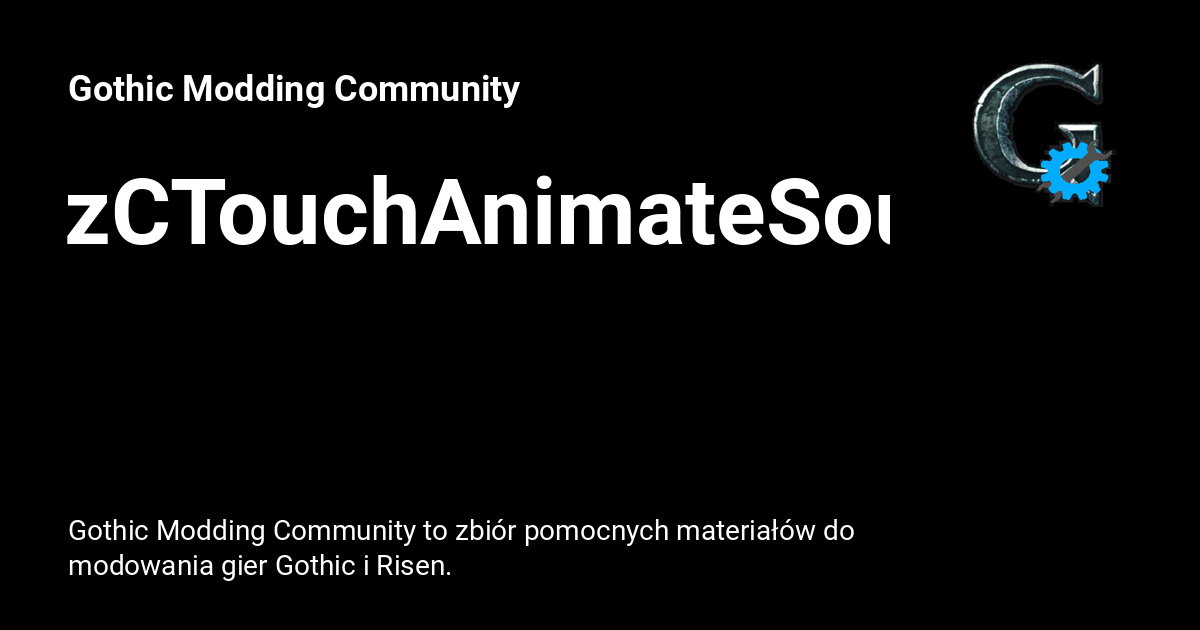 Gothic Modding Community
zCTouchAnimateSou
Gothic Modding Community to zbiór pomocnych materiałów do
modowania gier Gothic i Risen.